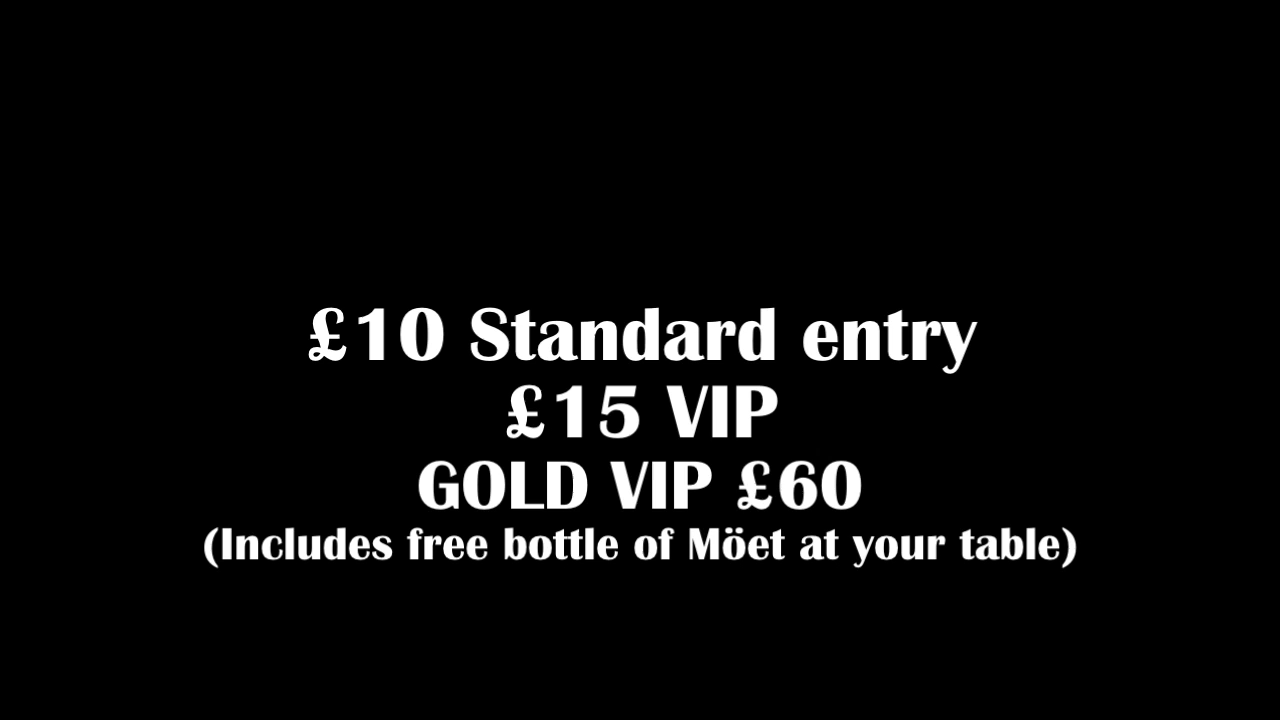 £10 Standard entry
£15 VIP
GOLD VIP £60
(Includes free bottle of Möet at your table)